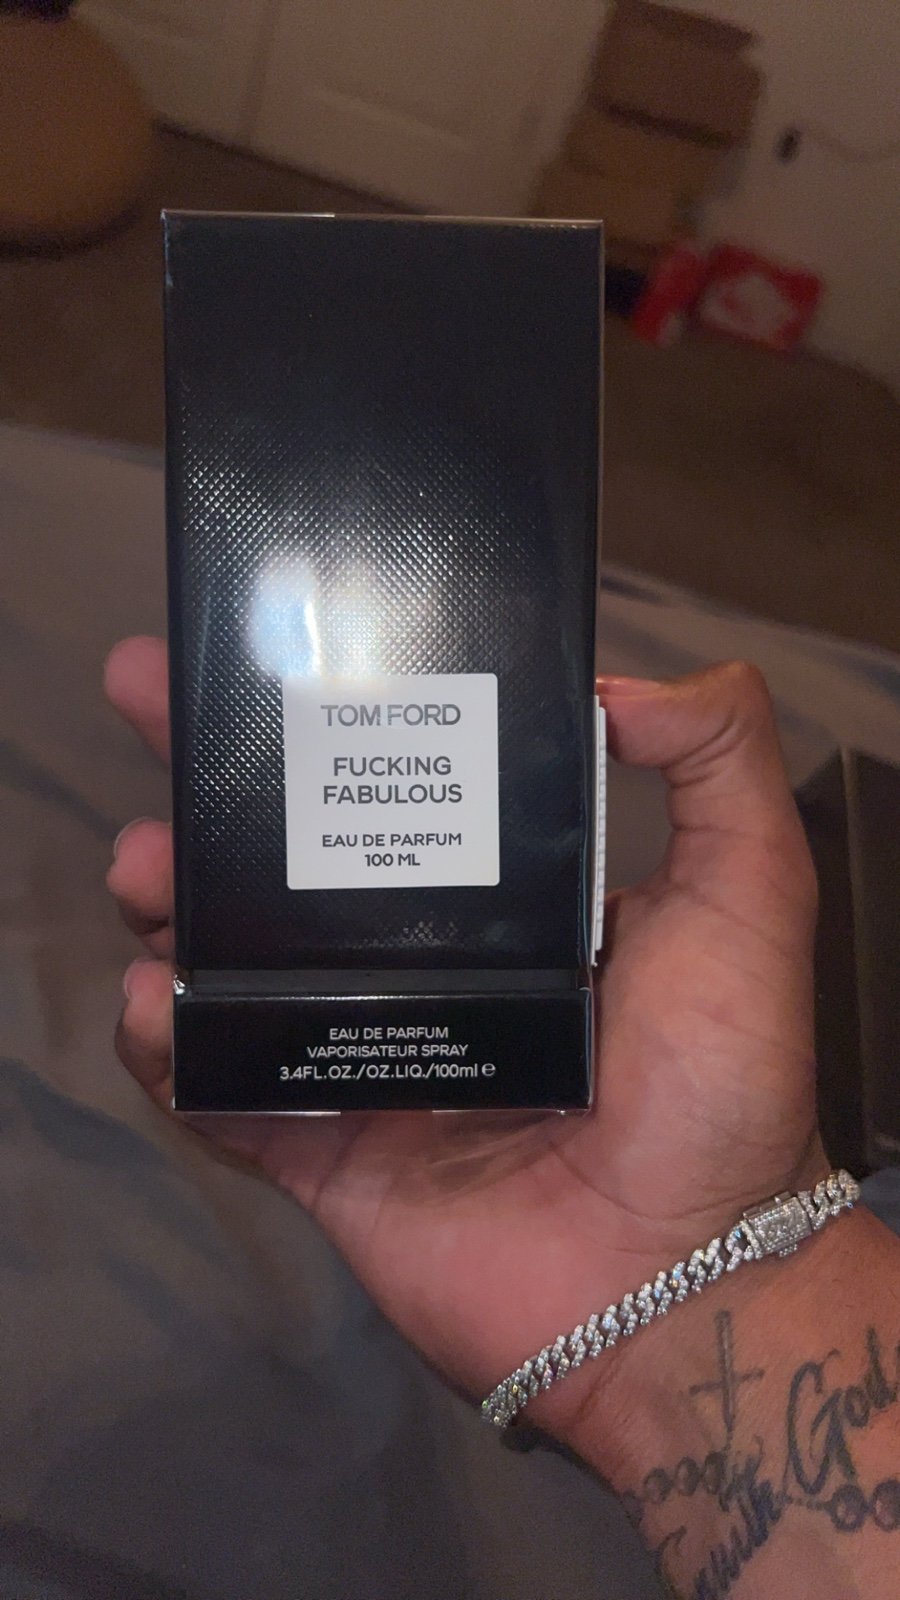 TOM FORD
FUCKING
FABULOUS
EAU DE PARFUM
100 ML
EAU DE PARFUM
VAPORISATEUR SPRAY
3.4FL.OZ./OZ.LIQ./100ml ℮
God